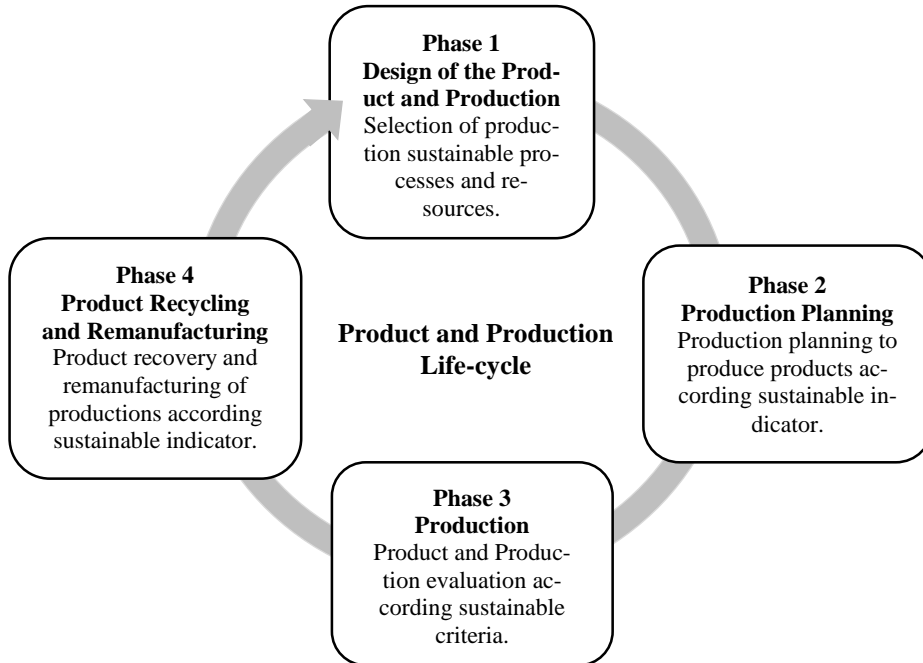 Phase 1
Design of the Prod-
uct and Production
Selection of produc-
tion sustainable pro-
cesses and re-
sources.
Phase 2
Production Planning
Production planning to
produce products ac-
cording sustainable in-
dicator.
Phase 3
Production
Product and Produc-
tion evaluation ac-
cording sustainable
criteria.
Phase 4
Product Recycling
and Remanufacturing
Product recovery and
remanufacturing of
productions according
sustainable indicator.
Product and Production
Life-cycle